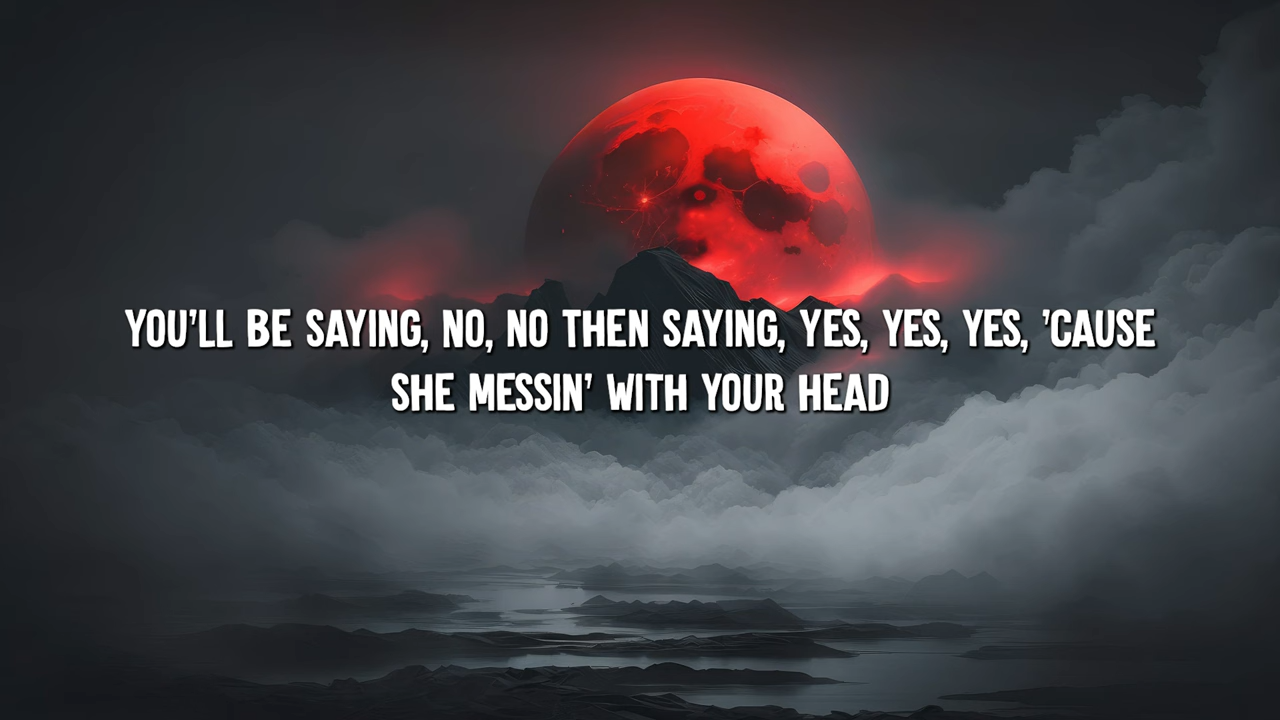 YOU'LL BE SAYING, NO, NO THEN SAYING, YES, YES, YES, 'CAUSE
SHE MESSIN' WITH YOUR HEAD